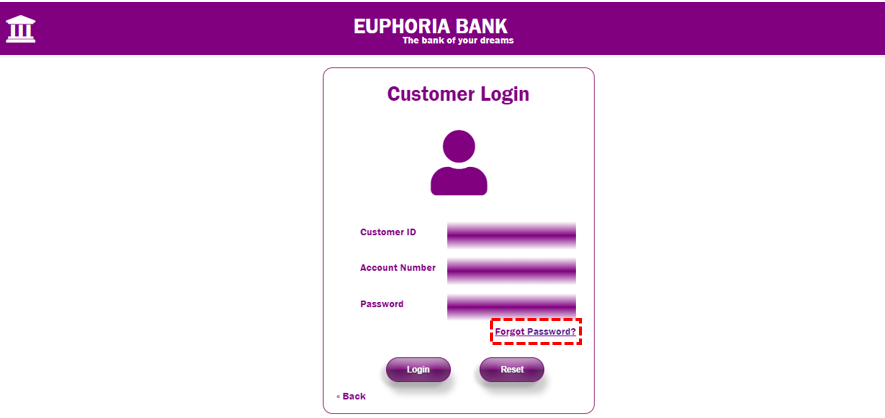 EUPHORIA BANK
The bank of your dreams
Customer Login
Customer ID
Account Number
Password
Forgot Password?
Login
Reset
« Back